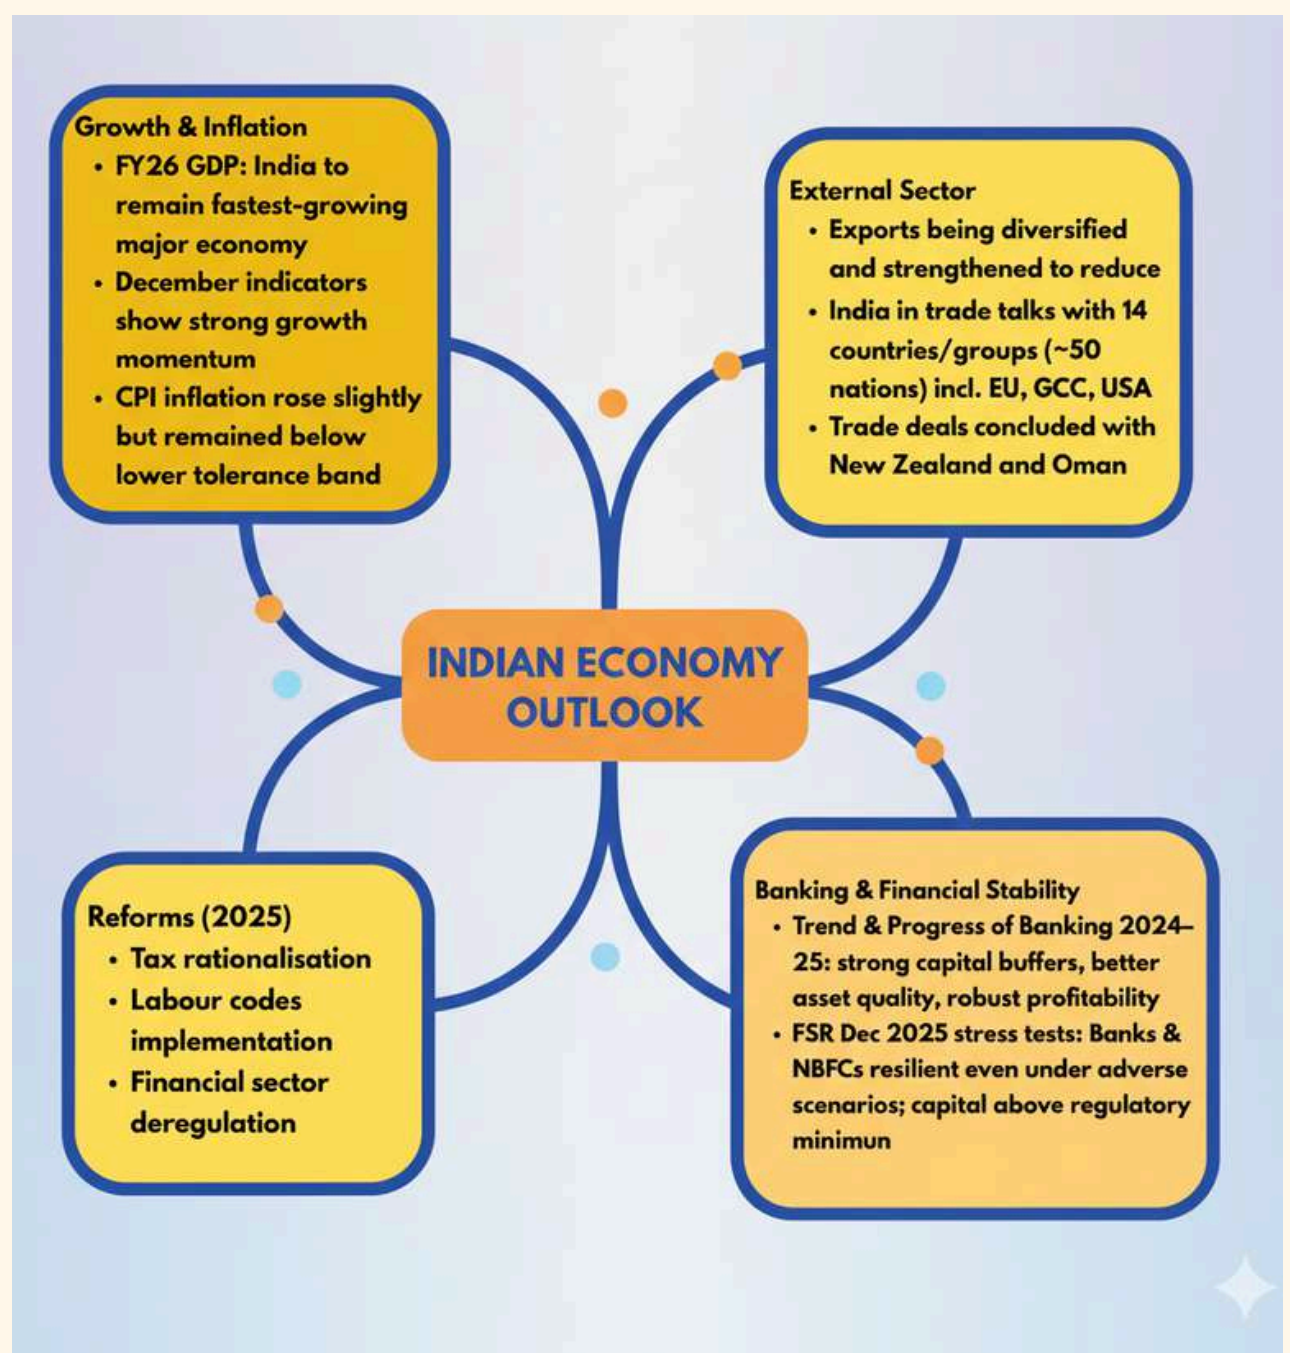 Growth & Inflation
• FY26 GDP: India to
remain fastest-growing
major economy
• December indicators
show strong growth
momentum
• CPI inflation rose slightly
but remained below
lower tolerance band
External Sector
• Exports being diversified
and strengthened to reduce
• India in trade talks with 14
countries/groups (~50
nations) incl. EU, GCC, USA
• Trade deals concluded with
New Zealand and Oman
INDIAN ECONOMY
OUTLOOK
Reforms (2025)
• Tax rationalisation
• Labour codes
implementation
• Financial sector
deregulation
Banking & Financial Stability
• Trend & Progress of Banking 2024–
25: strong capital buffers, better
asset quality, robust profitability
• FSR Dec 2025 stress tests: Banks &
NBFCs resilient even under adverse
scenarios; capital above regulatory
minimun